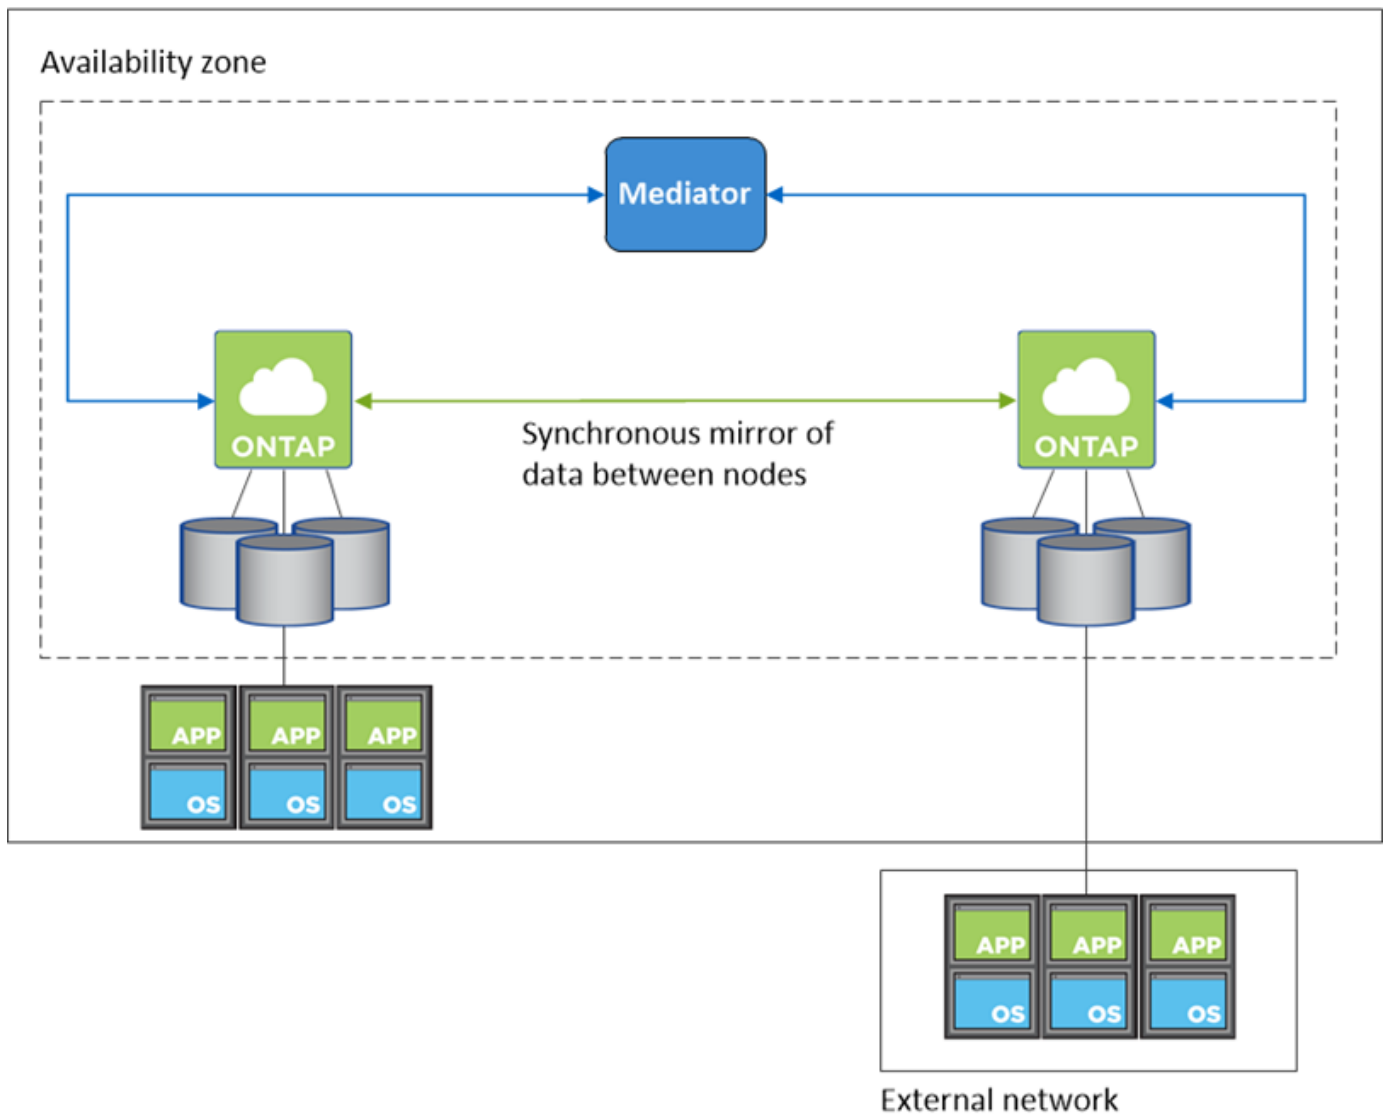 Availability zone
Mediator
ONTAP
ONTAP
Synchronous mirror of
data between nodes
APP APP APP
OS OS OS
APP APP APP
OS OS OS
External network